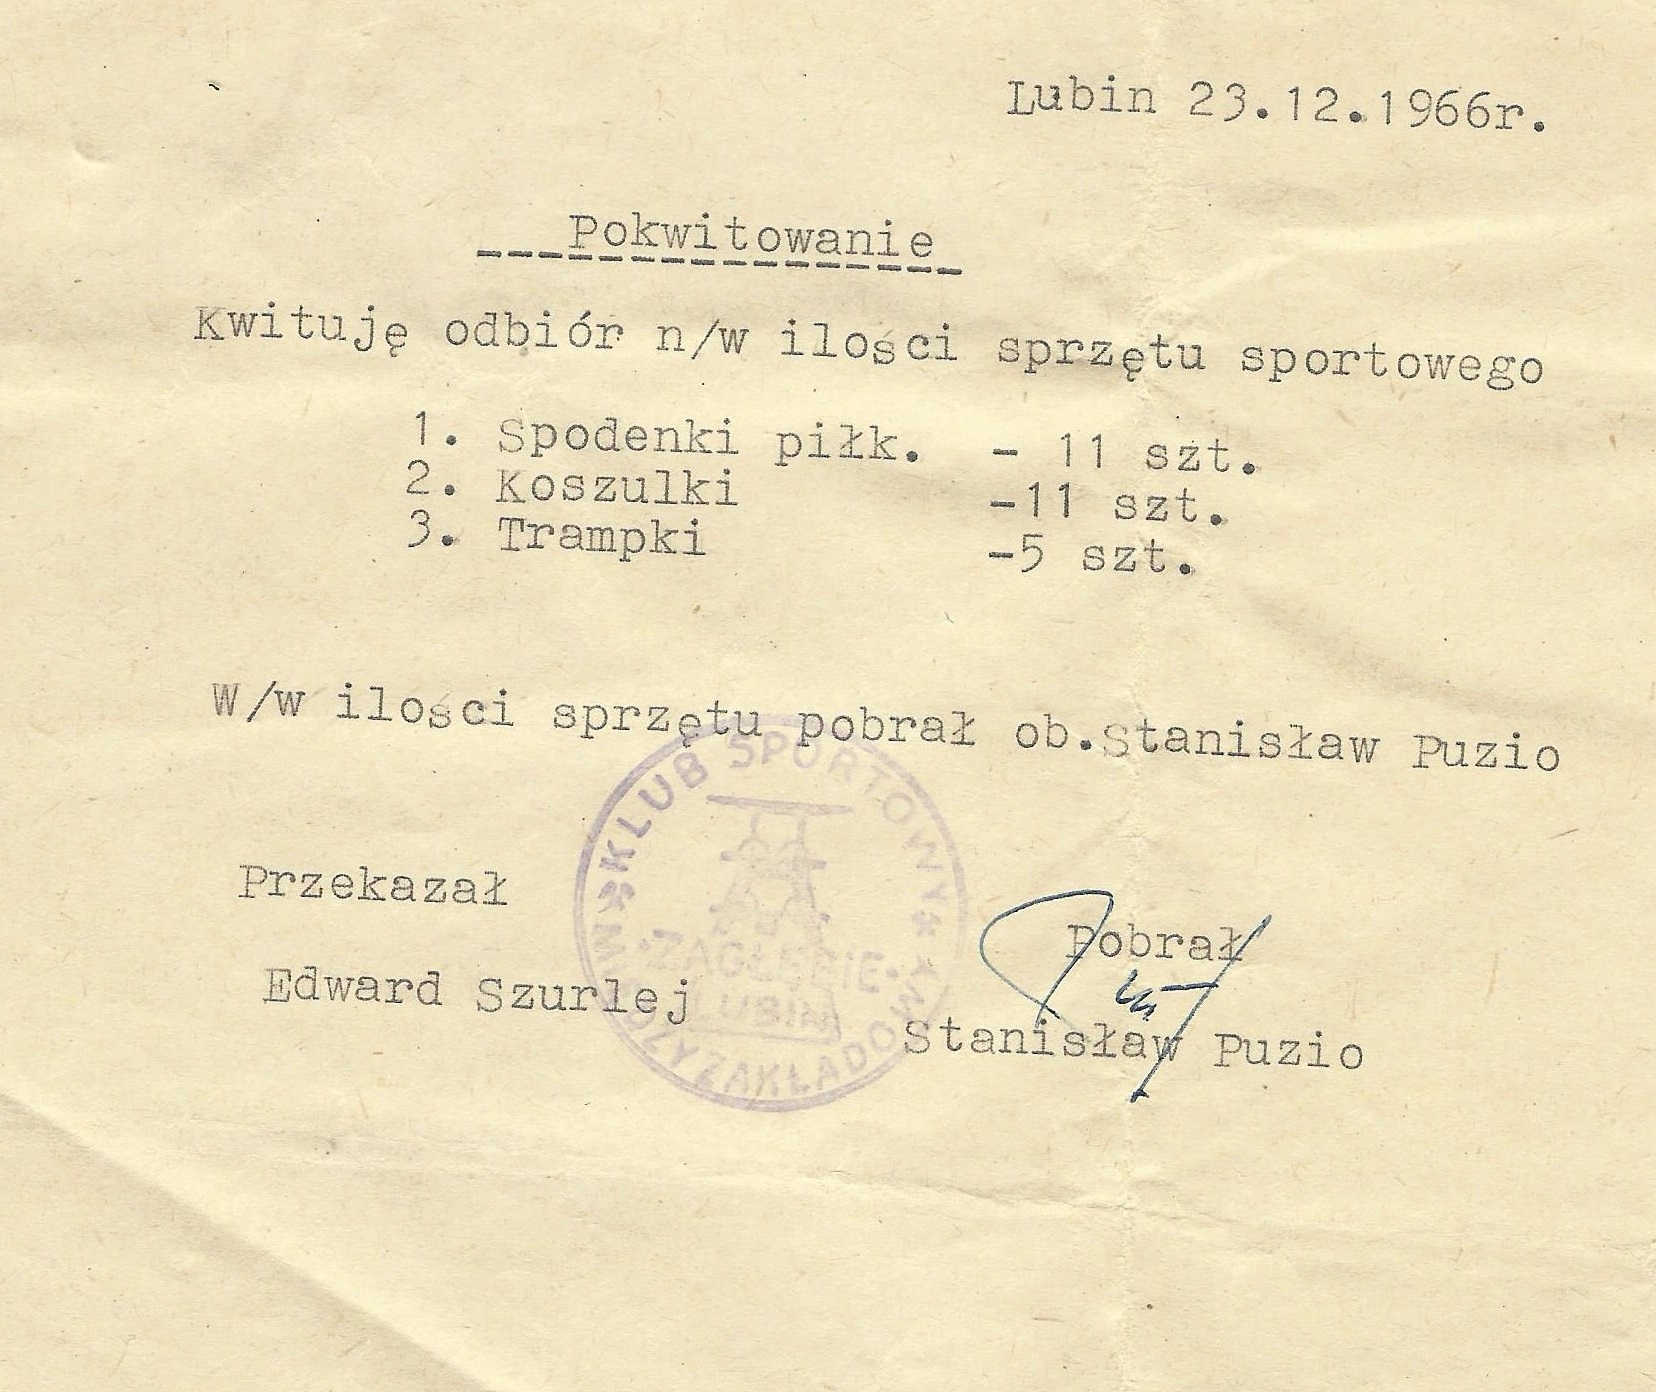 Lubin 23.12.1966r.
Pokwitowanie
Kwituję odbiór n/w ilości sprzętu sportowego
1. Spodenki piłk. - 11 szt.
2. Koszulki -11 szt.
3. Trampki -5 szt.
W/w ilości sprzętu pobrał ob.Stanisław Puzio
KLUB SPORTOWY
ZAGŁĘBIE
LUBIN
Przekazał
Pobrał
Edward Szurlej
Stanisław Puzio